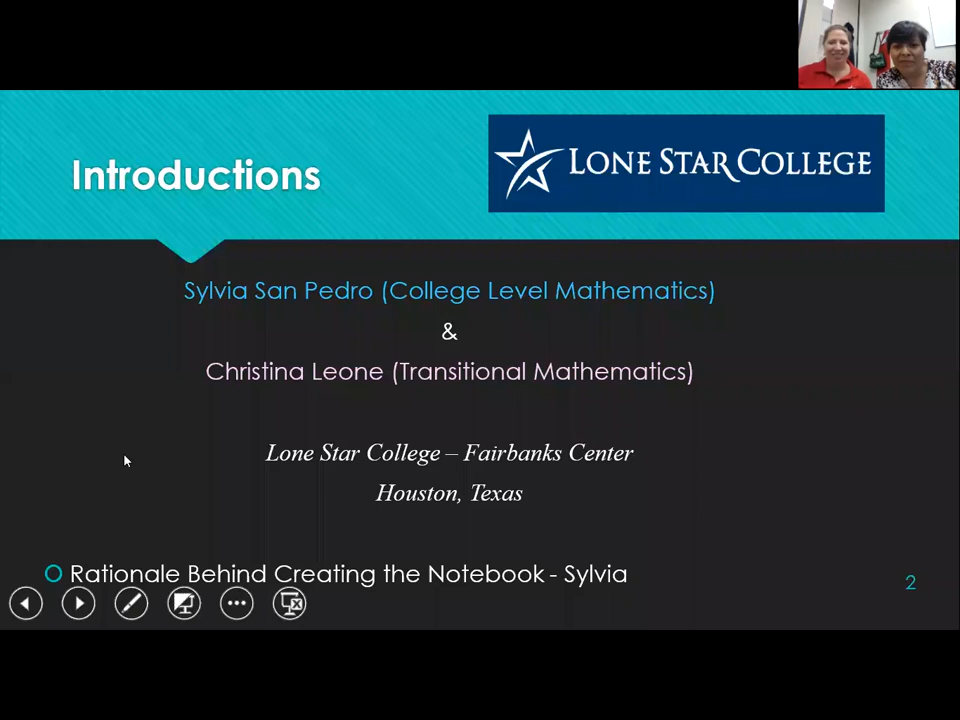 Introductions
LONE STAR COLLEGE
Sylvia San Pedro (College Level Mathematics)
&
Christina Leone (Transitional Mathematics)
Lone Star College – Fairbanks Center
Houston, Texas
Rationale Behind Creating the Notebook - Sylvia
2